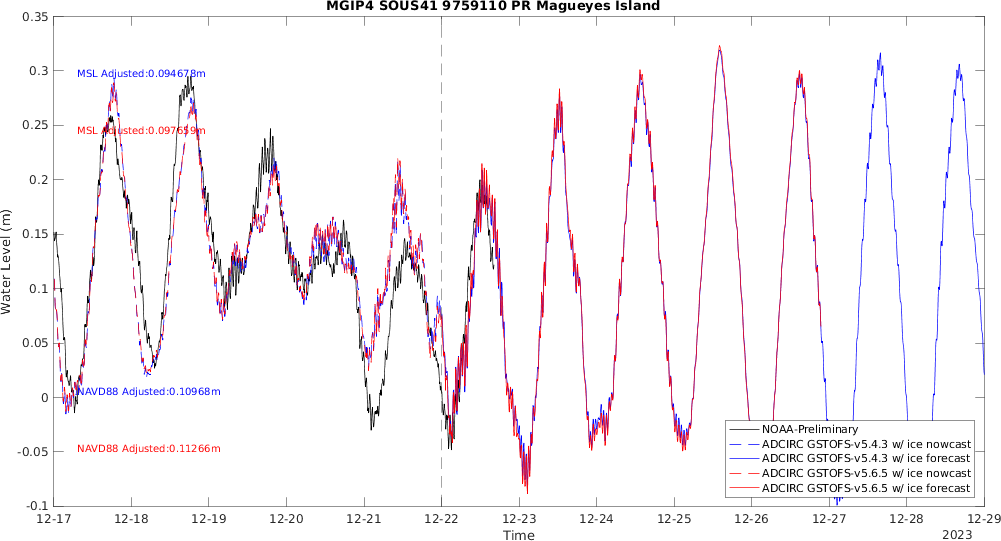 MGIP4 SOUS41 9759110 PR Magueyes Island
0.35
0.3
0.25
0.2
0.15
0.1
0.05
0
-0.05
-0.1
Water Level (m)
MSL Adjusted:0.094678m
MSL Adjusted:0.097659m
NAVD88 Adjusted:0.10968m
NAVD88 Adjusted:0.11266m
NOAA-Preliminary
ADCIRC GSTOFS-v5.4.3 w/ ice nowcast
ADCIRC GSTOFS-v5.4.3 w/ ice forecast
ADCIRC GSTOFS-v5.6.5 w/ ice nowcast
ADCIRC GSTOFS-v5.6.5 w/ ice forecast
12-17 12-18 12-19 12-20 12-21 12-22 12-23 12-24 12-25 12-26 12-27 12-28 12-29
Time
2023